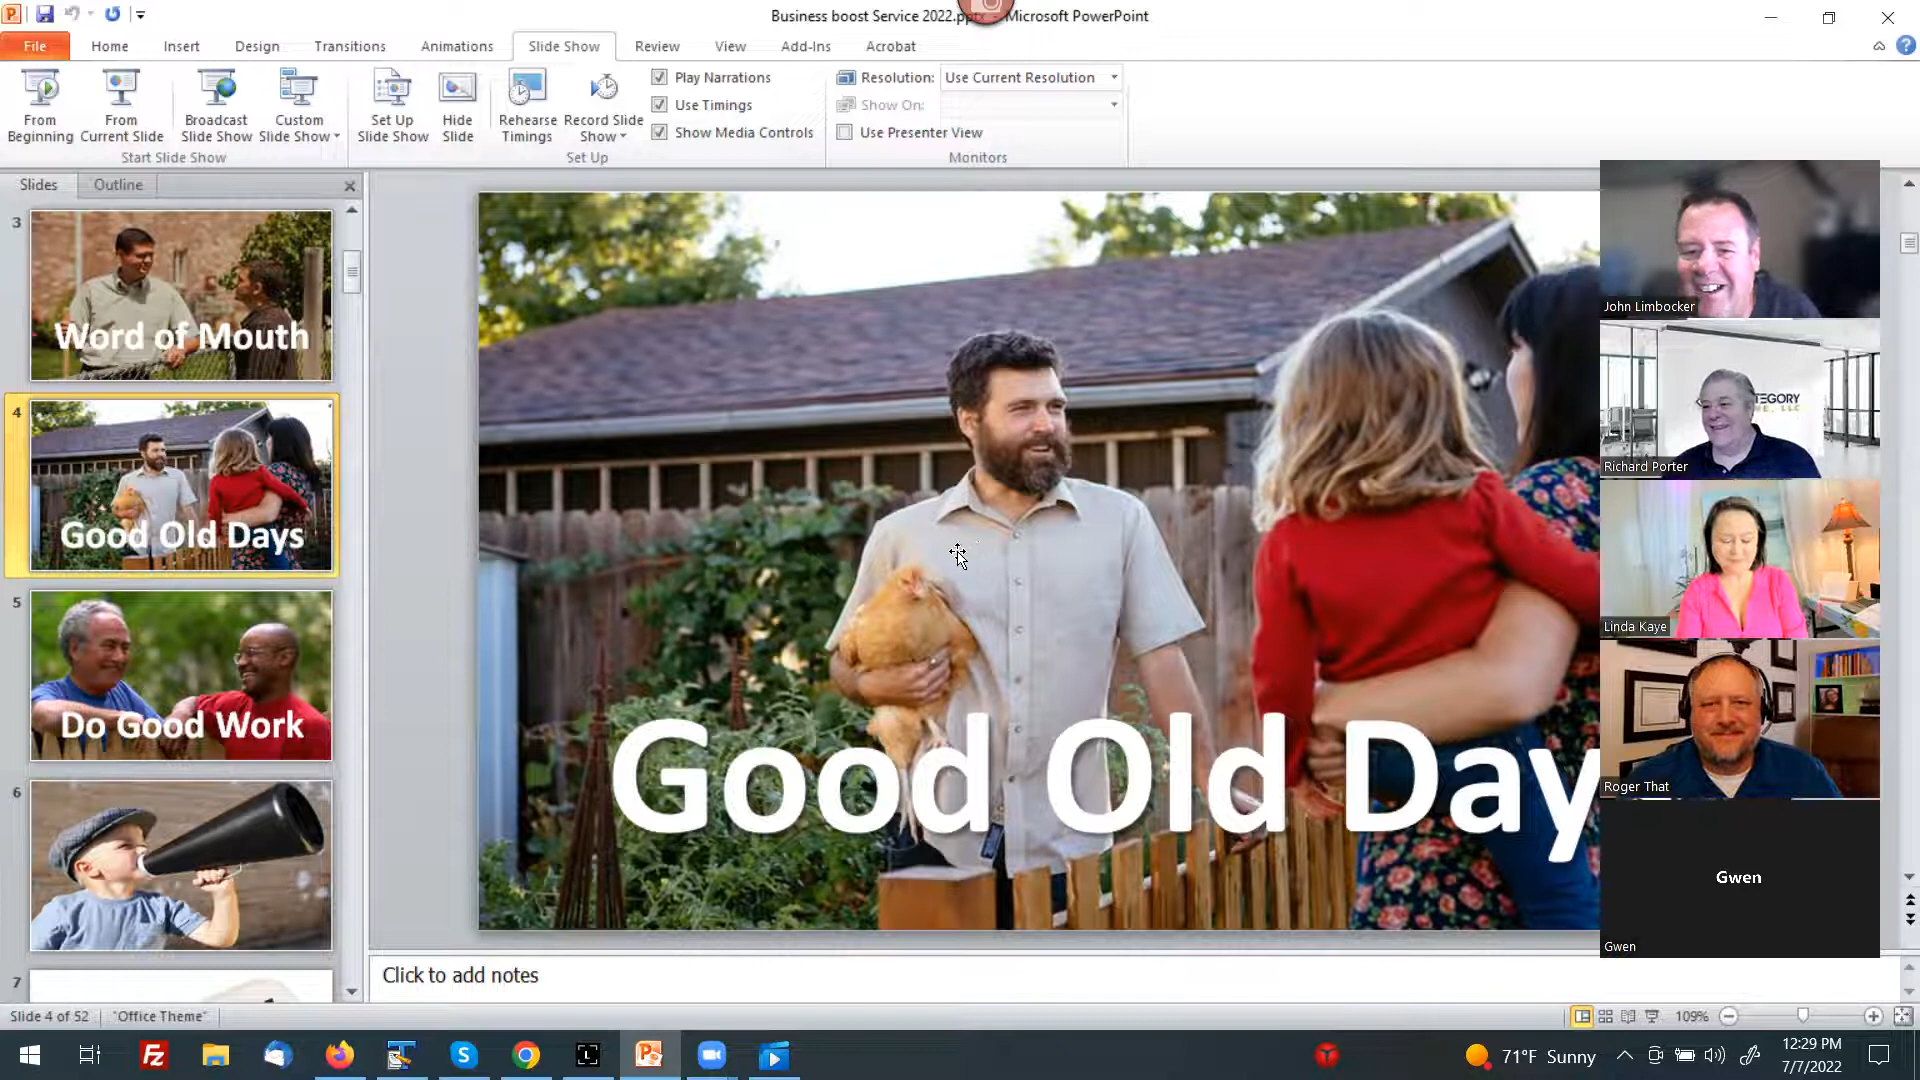 Business boost Service 2022.pptx - Microsoft PowerPoint
File Home Insert Design Transitions Animations Slide Show Review View Add-Ins Acrobat
From Beginning
From Current Slide
Broadcast Slide Show
Custom Slide Show
Set Up Slide Show
Hide Slide
Rehearse Timings
Record Slide Show
Play Narrations
Use Timings
Show Media Controls
Resolution: Use Current Resolution
Show On:
Use Presenter View
Start Slide Show
Set Up
Monitors
Slides Outline
3
Word of Mouth
4
Good Old Days
5
Do Good Work
6
7
Good Old Day
John Limbocker
TEGORY
LLC
Richard Porter
Linda Kaye
Roger That
Gwen
Gwen
Click to add notes
Slide 4 of 52 "Office Theme" 109%
71°F Sunny
12:29 PM
7/7/2022